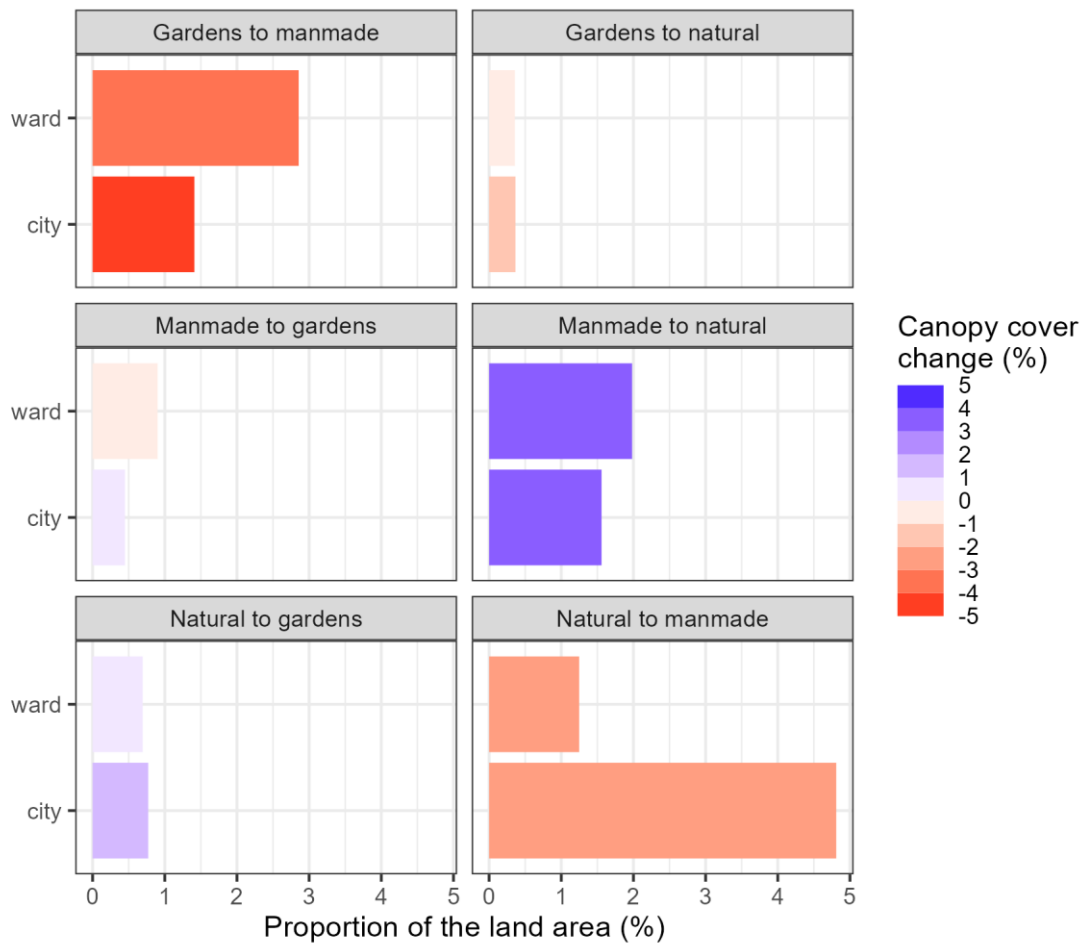 Gardens to manmade
Gardens to natural
ward
city
Manmade to gardens
Manmade to natural
ward
city
Natural to gardens
Natural to manmade
ward
city
0 1 2 3 4 5
0 1 2 3 4 5
Proportion of the land area (%)
Canopy cover
change (%)
5
4
3
2
1
0
-1
-2
-3
-4
-5